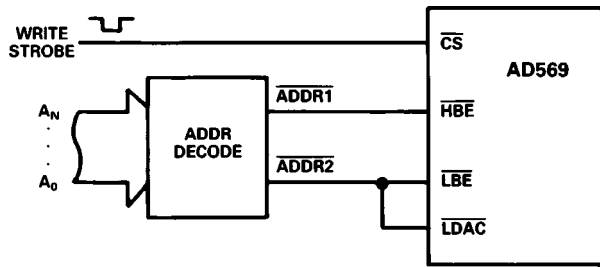 WRITE
STROBE
CS
AD569
AN
.
.
.
A0
ADDR
DECODE
ADDR1
HBE
ADDR2
LBE
LDAC